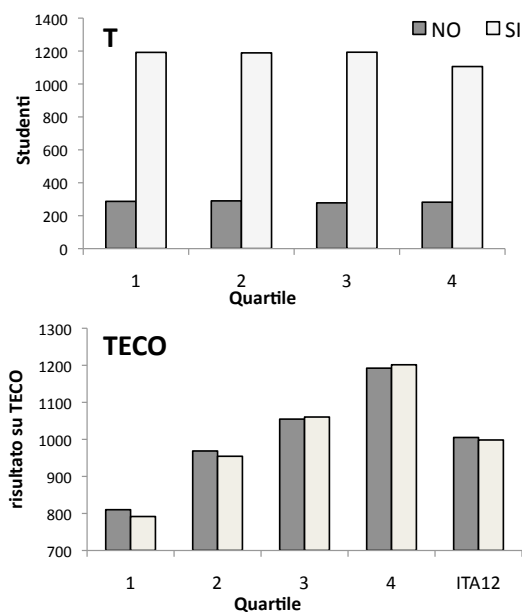 T
NO SI
Studenti
1400
1200
1000
800
600
400
200
0
1 2 3 4
Quartile
TECO
risultato su TECO
1300
1200
1100
1000
900
800
700
1 2 3 4 ITA12
Quartile